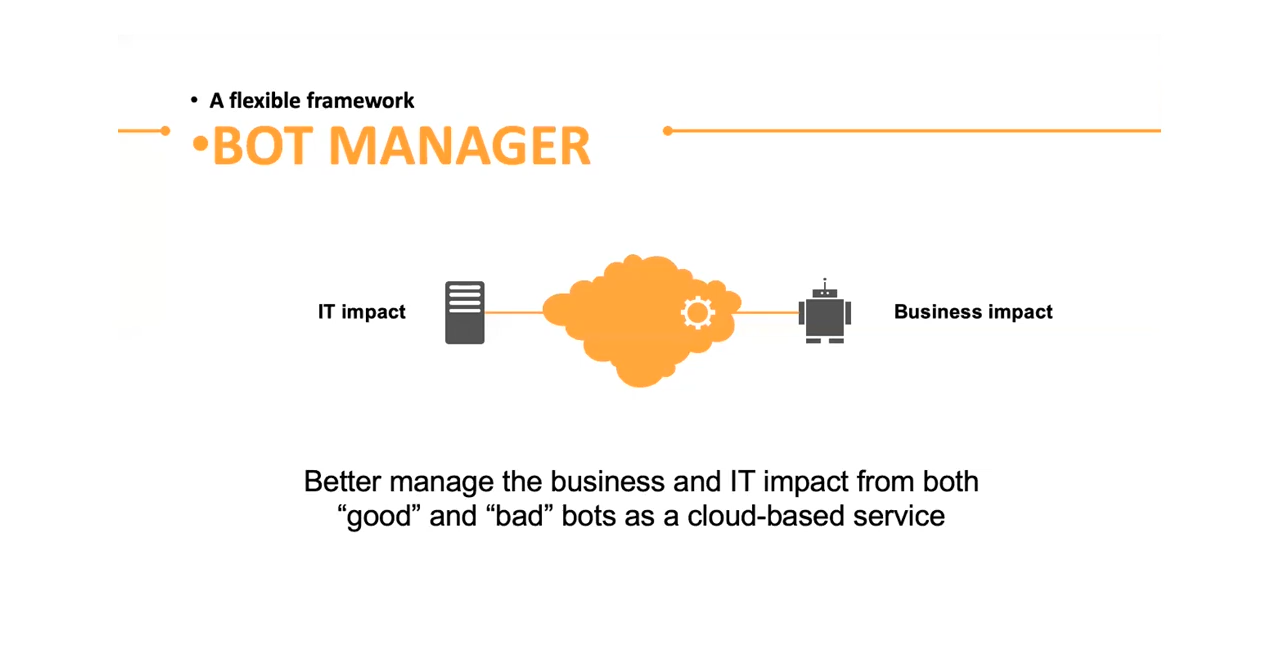 • A flexible framework
•BOT MANAGER
IT impact
Business impact
Better manage the business and IT impact from both
“good” and “bad” bots as a cloud-based service